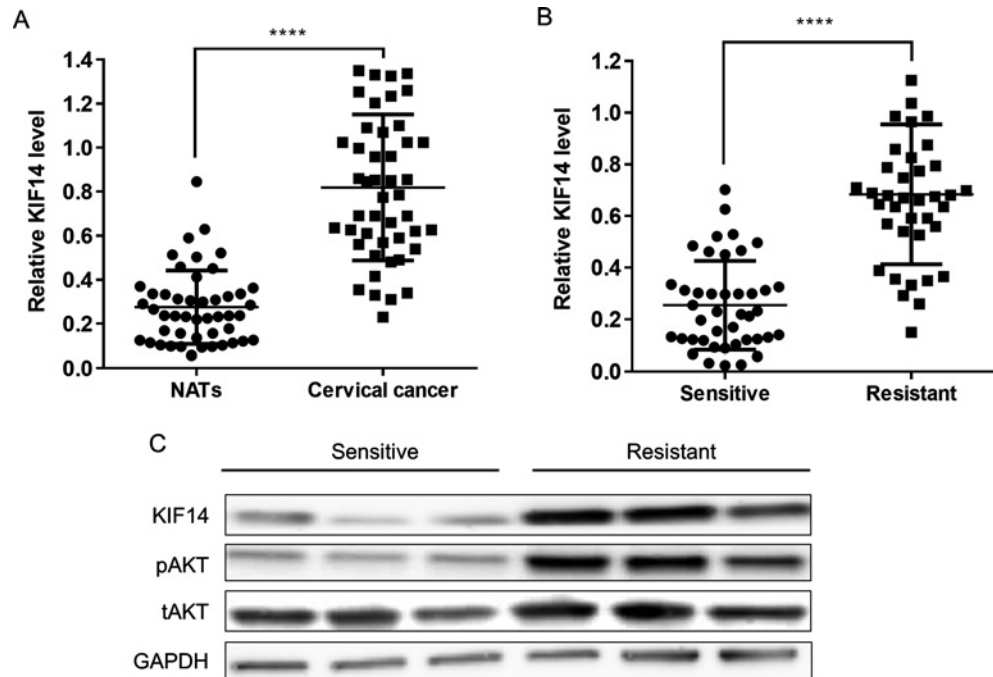 A
****
Relative KIF14 level
1.4
1.2
1.0
0.8
0.6
0.4
0.2
0.0
NATs Cervical cancer
B
****
Relative KIF14 level
1.2
1.0
0.8
0.6
0.4
0.2
0.0
Sensitive Resistant
C
Sensitive Resistant
KIF14
pAKT
tAKT
GAPDH